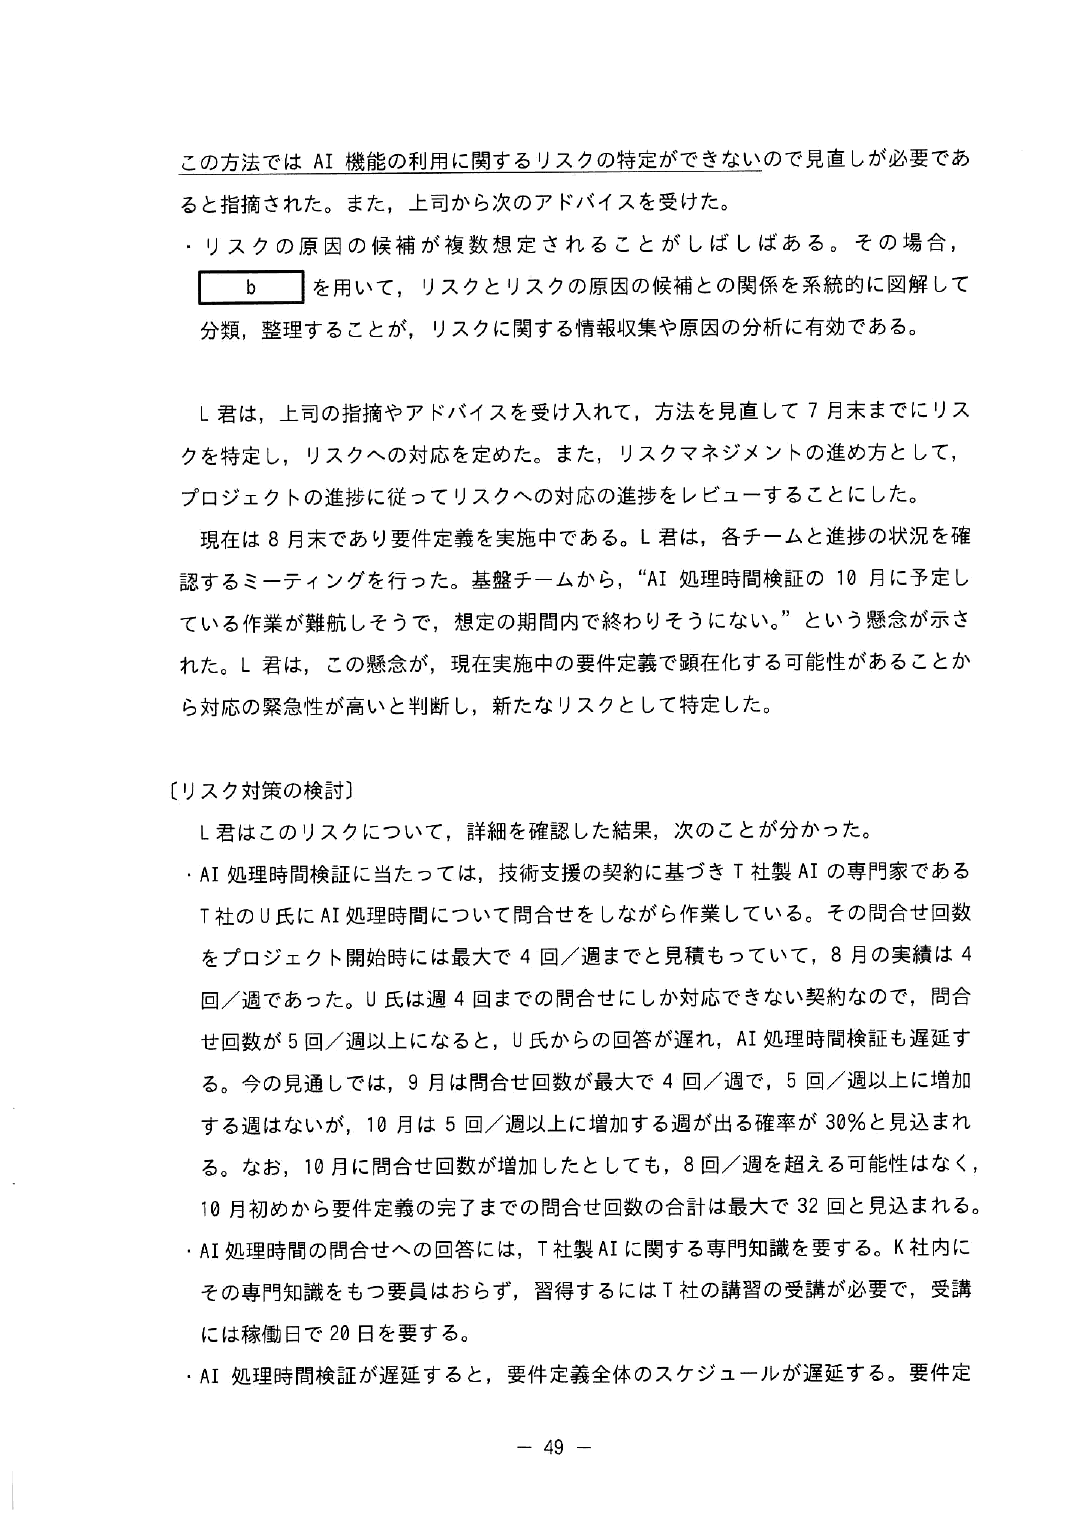 この方法では AI 機能の利用に関するリスクの特定ができないので見直しが必要であ
ると指摘された。また，上司から次のアドバイスを受けた。
・リスクの原因の候補が複数想定されることがしばしばある。その場合，
b を用いて，リスクとリスクの原因の候補との関係を系統的に図解して
分類，整理することが，リスクに関する情報収集や原因の分析に有効である。
L 君は，上司の指摘やアドバイスを受け入れて，方法を見直して 7 月末までにリス
クを特定し，リスクへの対応を定めた。また，リスクマネジメントの進め方として，
プロジェクトの進捗に従ってリスクへの対応の進捗をレビューすることにした。
現在は 8 月末であり要件定義を実施中である。L 君は，各チームと進捗の状況を確
認するミーティングを行った。基盤チームから，“AI 処理時間検証の 10 月に予定し
ている作業が難航しそうで，想定の期間内で終わりそうにない。”という懸念が示さ
れた。L 君は，この懸念が，現在実施中の要件定義で顕在化する可能性があることか
ら対応の緊急性が高いと判断し，新たなリスクとして特定した。
〔リスク対策の検討〕
L 君はこのリスクについて，詳細を確認した結果，次のことが分かった。
・AI 処理時間検証に当たっては，技術支援の契約に基づき T 社製 AI の専門家である
T 社の U 氏に AI 処理時間について問合せをしながら作業している。その問合せ回数
をプロジェクト開始時には最大で 4 回／週までと見積もっていて，8 月の実績は 4
回／週であった。U 氏は週 4 回までの問合せにしか対応できない契約なので，問合
せ回数が 5 回／週以上になると，U 氏からの回答が遅れ，AI 処理時間検証も遅延す
る。今の見通しでは，9 月は問合せ回数が最大で 4 回／週で，5 回／週以上に増加
する週はないが，10 月は 5 回／週以上に増加する週が出る確率が 30％と見込まれ
る。なお，10 月に問合せ回数が増加したとしても，8 回／週を超える可能性はなく，
10 月初めから要件定義の完了までの問合せ回数の合計は最大で 32 回と見込まれる。
・AI 処理時間の問合せへの回答には，T 社製 AI に関する専門知識を要する。K 社内に
その専門知識をもつ要員はおらず，習得するには T 社の講習の受講が必要で，受講
には稼働日で 20 日を要する。
・AI 処理時間検証が遅延すると，要件定義全体のスケジュールが遅延する。要件定
－ 49 －